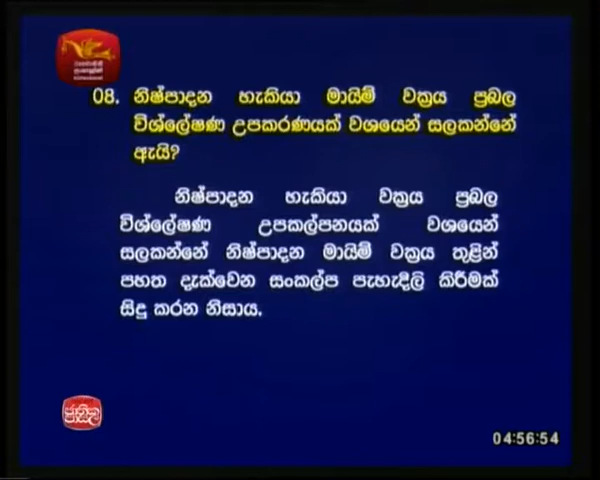 08. නිෂ්පාදන හැකියා මායිම් වක්‍රය ප්‍රබල
විශ්ලේෂණ උපකරණයක් වශයෙන් සලකන්නේ
ඇයි?
නිෂ්පාදන හැකියා වක්‍රය ප්‍රබල
විශ්ලේෂණ උපකල්පනයක් වශයෙන්
සලකන්නේ නිෂ්පාදන මායිම් වක්‍රය තුළින්
පහත දැක්වෙන සංකල්ප පැහැදිලි කිරීමක්
සිදු කරන නිසාය.
04:56:54